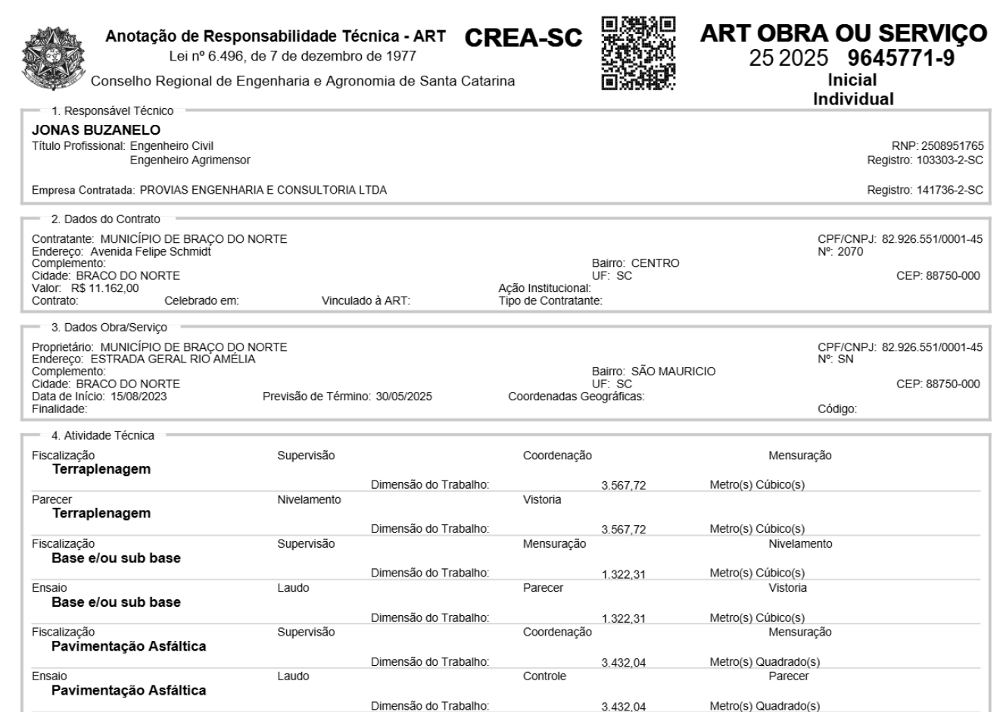 Anotação de Responsabilidade Técnica - ART CREA-SC
Lei nº 6.496, de 7 de dezembro de 1977
Conselho Regional de Engenharia e Agronomia de Santa Catarina
ART OBRA OU SERVIÇO
25 2025 9645771-9
Inicial
Individual
1. Responsável Técnico
JONAS BUZANELO
Título Profissional: Engenheiro Civil RNP: 2508951765
Engenheiro Agrimensor Registro: 103303-2-SC
Empresa Contratada: PROVIAS ENGENHARIA E CONSULTORIA LTDA Registro: 141736-2-SC
2. Dados do Contrato
Contratante: MUNICÍPIO DE BRAÇO DO NORTE CPF/CNPJ: 82.926.551/0001-45
Endereço: Avenida Felipe Schmidt Nº: 2070
Complemento: Bairro: CENTRO
Cidade: BRACO DO NORTE UF: SC CEP: 88750-000
Valor: R$ 11.162,00 Ação Institucional:
Contrato: Celebrado em: Vinculado à ART: Tipo de Contratante:
3. Dados Obra/Serviço
Proprietário: MUNICÍPIO DE BRAÇO DO NORTE CPF/CNPJ: 82.926.551/0001-45
Endereço: ESTRADA GERAL RIO AMÉLIA Nº: SN
Complemento: Bairro: SÃO MAURICIO
Cidade: BRACO DO NORTE UF: SC CEP: 88750-000
Data de Início: 15/08/2023 Previsão de Término: 30/05/2025 Coordenadas Geográficas:
Finalidade: Código:
4. Atividade Técnica
Fiscalização Supervisão Coordenação Mensuração
Terraplenagem
Dimensão do Trabalho: 3.567,72 Metro(s) Cúbico(s)
Parecer Nivelamento Vistoria
Terraplenagem
Dimensão do Trabalho: 3.567,72 Metro(s) Cúbico(s)
Fiscalização Supervisão Mensuração Nivelamento
Base e/ou sub base
Dimensão do Trabalho: 1.322,31 Metro(s) Cúbico(s)
Ensaio Laudo Parecer Vistoria
Base e/ou sub base
Dimensão do Trabalho: 1.322,31 Metro(s) Cúbico(s)
Fiscalização Supervisão Coordenação Mensuração
Pavimentação Asfáltica
Dimensão do Trabalho: 3.432,04 Metro(s) Quadrado(s)
Ensaio Laudo Controle Parecer
Pavimentação Asfáltica
Dimensão do Trabalho: 3.432,04 Metro(s) Quadrado(s)